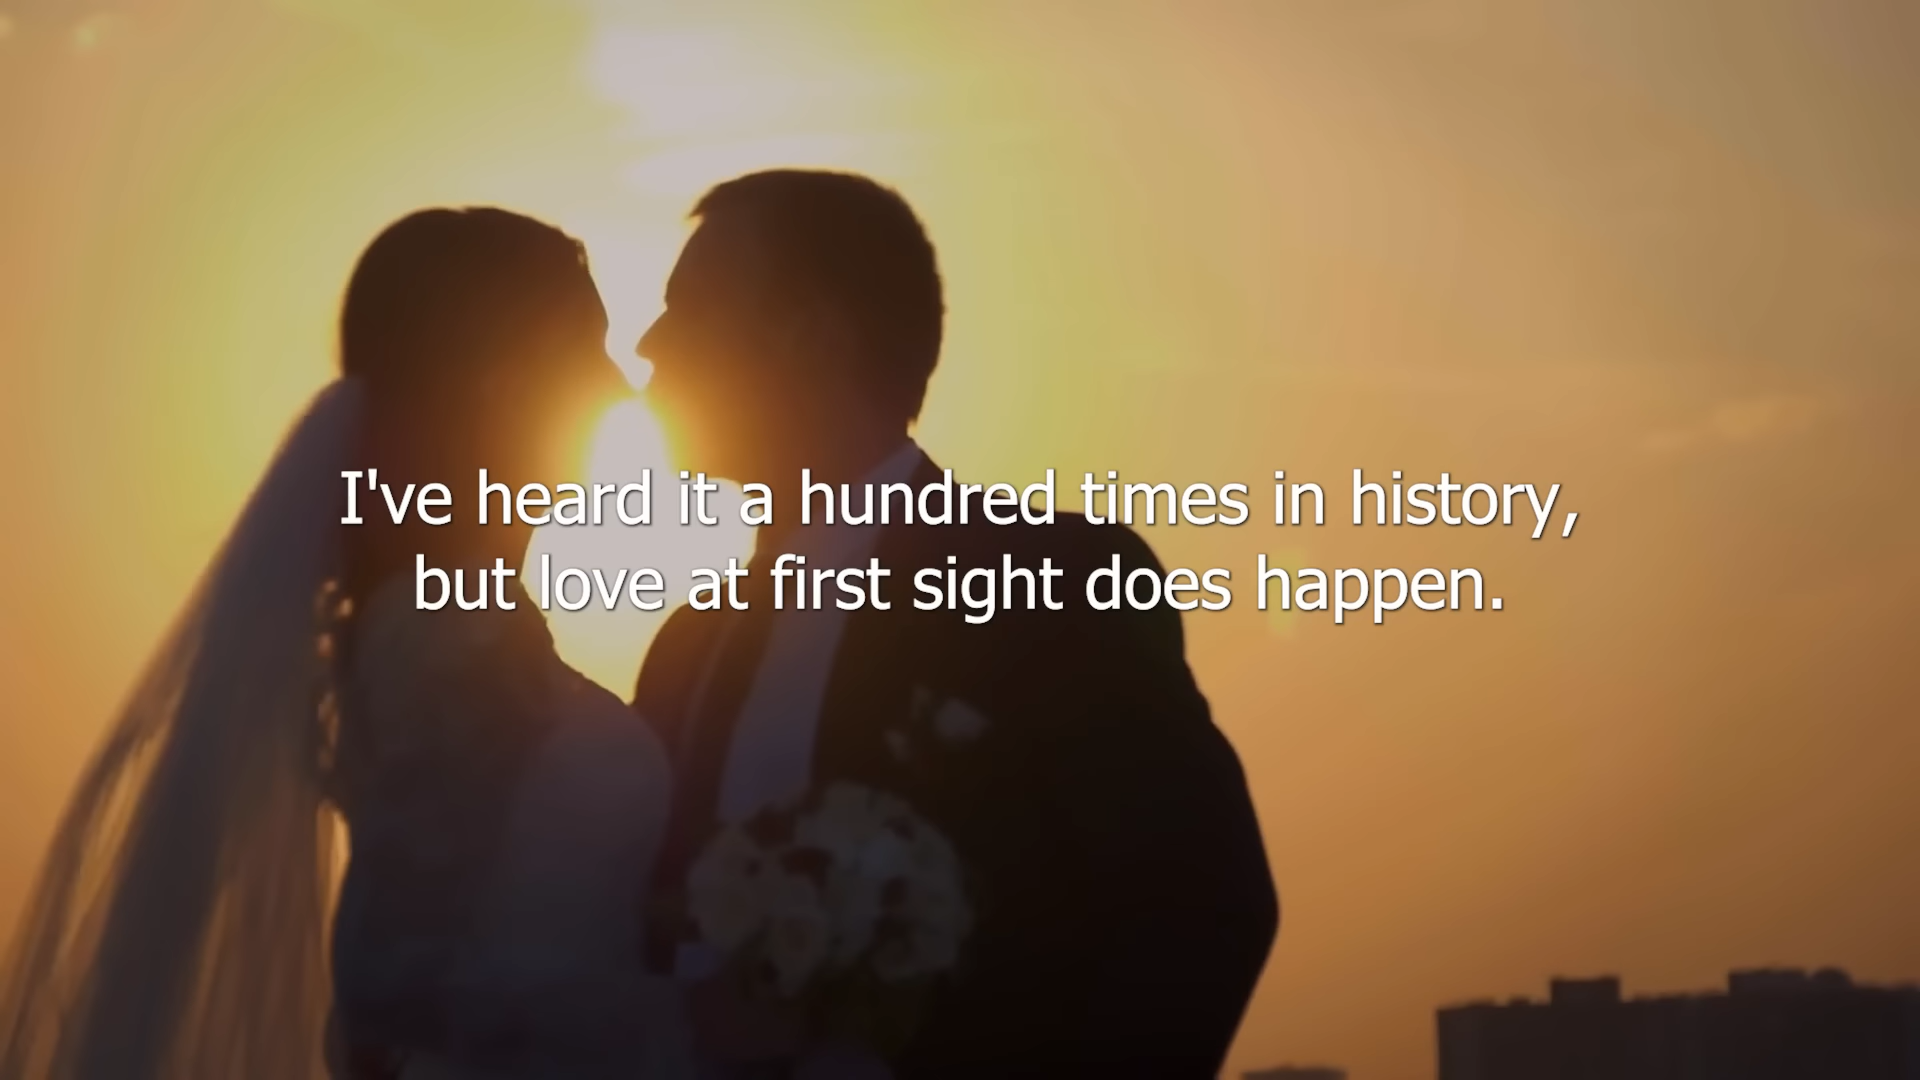 I've heard it a hundred times in history,
but love at first sight does happen.